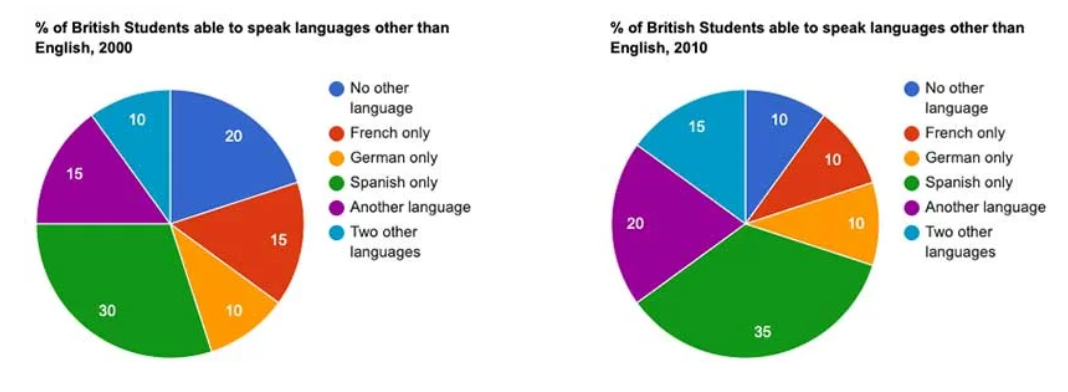 % of British Students able to speak languages other than
English, 2000
10
20
15
15
30
10
No other
language
French only
German only
Spanish only
Another language
Two other
languages
% of British Students able to speak languages other than
English, 2010
15
10
10
20
10
35
No other
language
French only
German only
Spanish only
Another language
Two other
languages